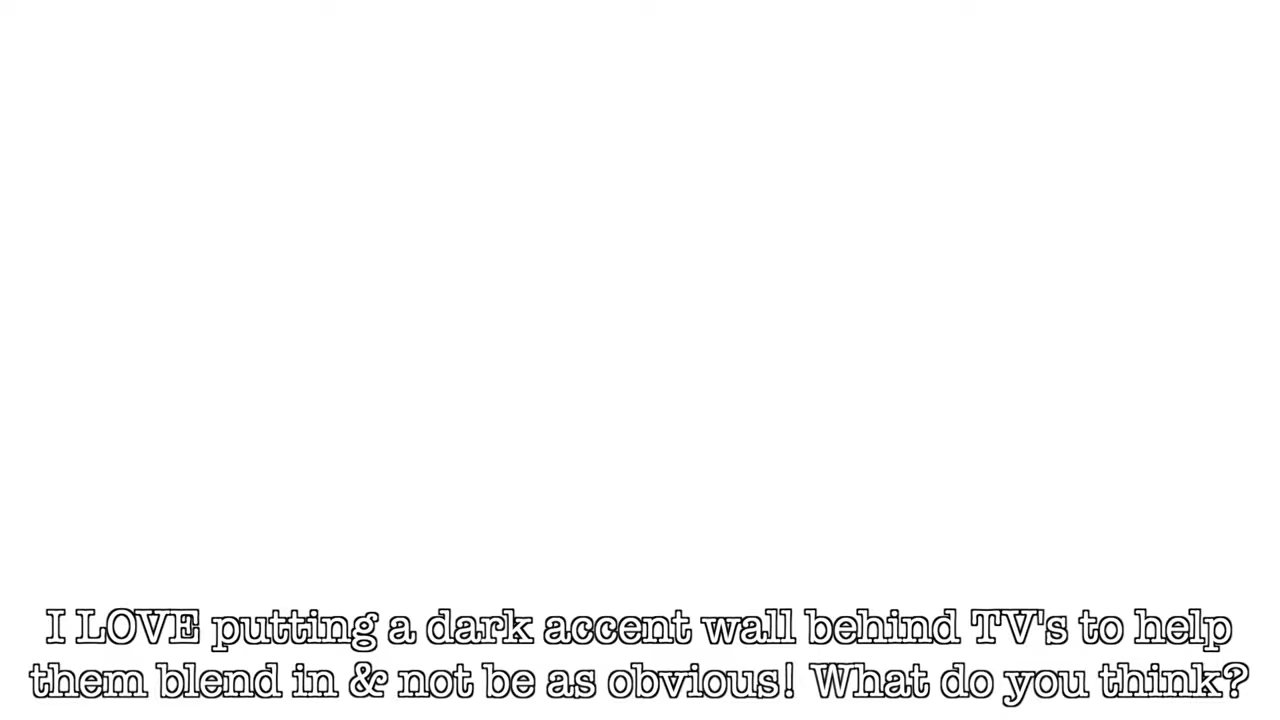 I LOVE putting a dark accent wall behind TV's to help
them blend in & not be as obvious! What do you think?